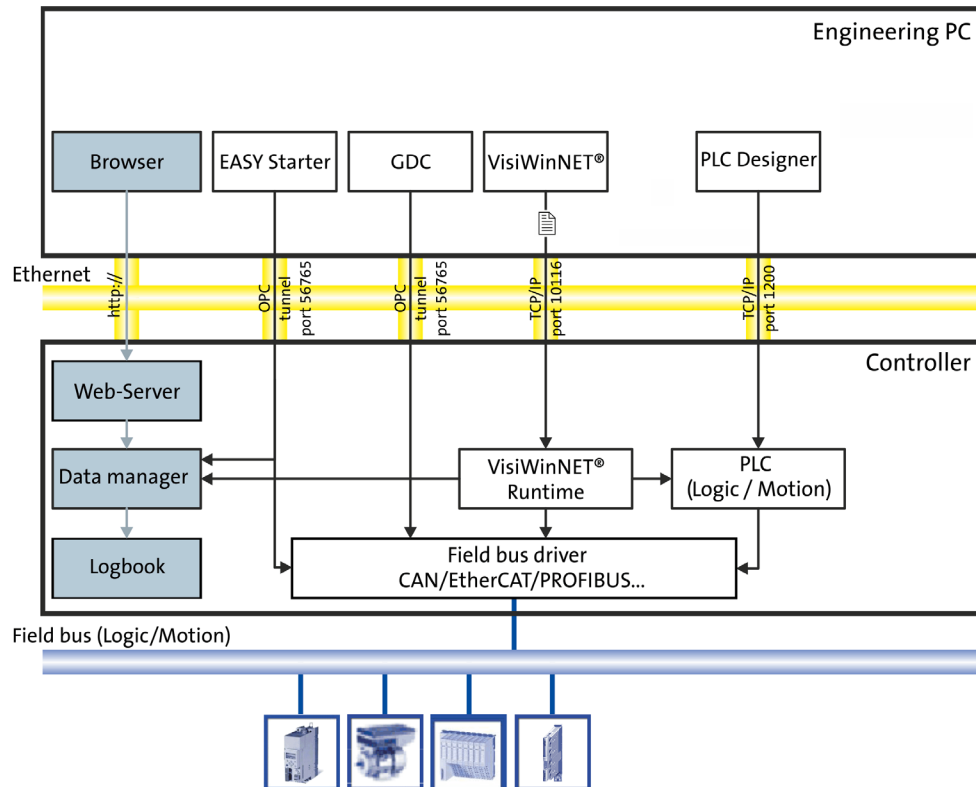 Engineering PC
Browser
EASY Starter
GDC
VisiWinNET®
PLC Designer
Ethernet
http://
OPC
tunnel
port 56765
OPC
tunnel
port 56765
TCP/IP
port 10116
TCP/IP
port 1200
Controller
Web-Server
Data manager
VisiWinNET®
Runtime
PLC
(Logic / Motion)
Logbook
Field bus driver
CAN/EtherCAT/PROFIBUS...
Field bus (Logic/Motion)